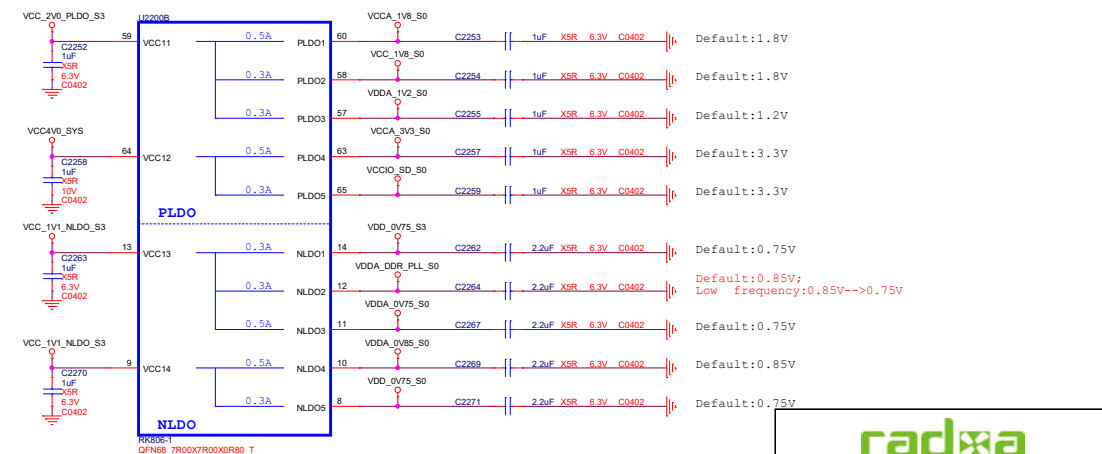 VCC_2V0_PLDO_S3
U2200B
VCCA_1V8_S0
59 VCC11 0.5A PLDO1 60 C2253 1uF X5R 6.3V C0402 Default:1.8V
C2252
1uF
X5R
6.3V
C0402
VCC_1V8_S0
0.3A PLDO2 58 C2254 1uF X5R 6.3V C0402 Default:1.8V
VDDA_1V2_S0
0.3A PLDO3 57 C2255 1uF X5R 6.3V C0402 Default:1.2V
VCC4V0_SYS
VCCA_3V3_S0
64 VCC12 0.5A PLDO4 63 C2257 1uF X5R 6.3V C0402 Default:3.3V
C2258
1uF
X5R
10V
C0402
VCCIO_SD_S0
0.3A PLDO5 65 C2259 1uF X5R 6.3V C0402 Default:3.3V
PLDO
VCC_1V1_NLDO_S3
VDD_0V75_S3
13 VCC13 0.3A NLDO1 14 C2262 2.2uF X5R 6.3V C0402 Default:0.75V
C2263
1uF
X5R
6.3V
C0402
VDDA_DDR_PLL_S0
0.3A NLDO2 12 C2264 2.2uF X5R 6.3V C0402 Default:0.85V;
Low frequency:0.85V-->0.75V
VDDA_0V75_S0
0.5A NLDO3 11 C2267 2.2uF X5R 6.3V C0402 Default:0.75V
VCC_1V1_NLDO_S3
VDDA_0V85_S0
9 VCC14 0.5A NLDO4 10 C2269 2.2uF X5R 6.3V C0402 Default:0.85V
C2270
1uF
X5R
6.3V
C0402
VDD_0V75_S0
0.3A NLDO5 8 C2271 2.2uF X5R 6.3V C0402 Default:0.75V
NLDO
RK806-1
QFN68_7R00X7R00X0R80_T
radxa